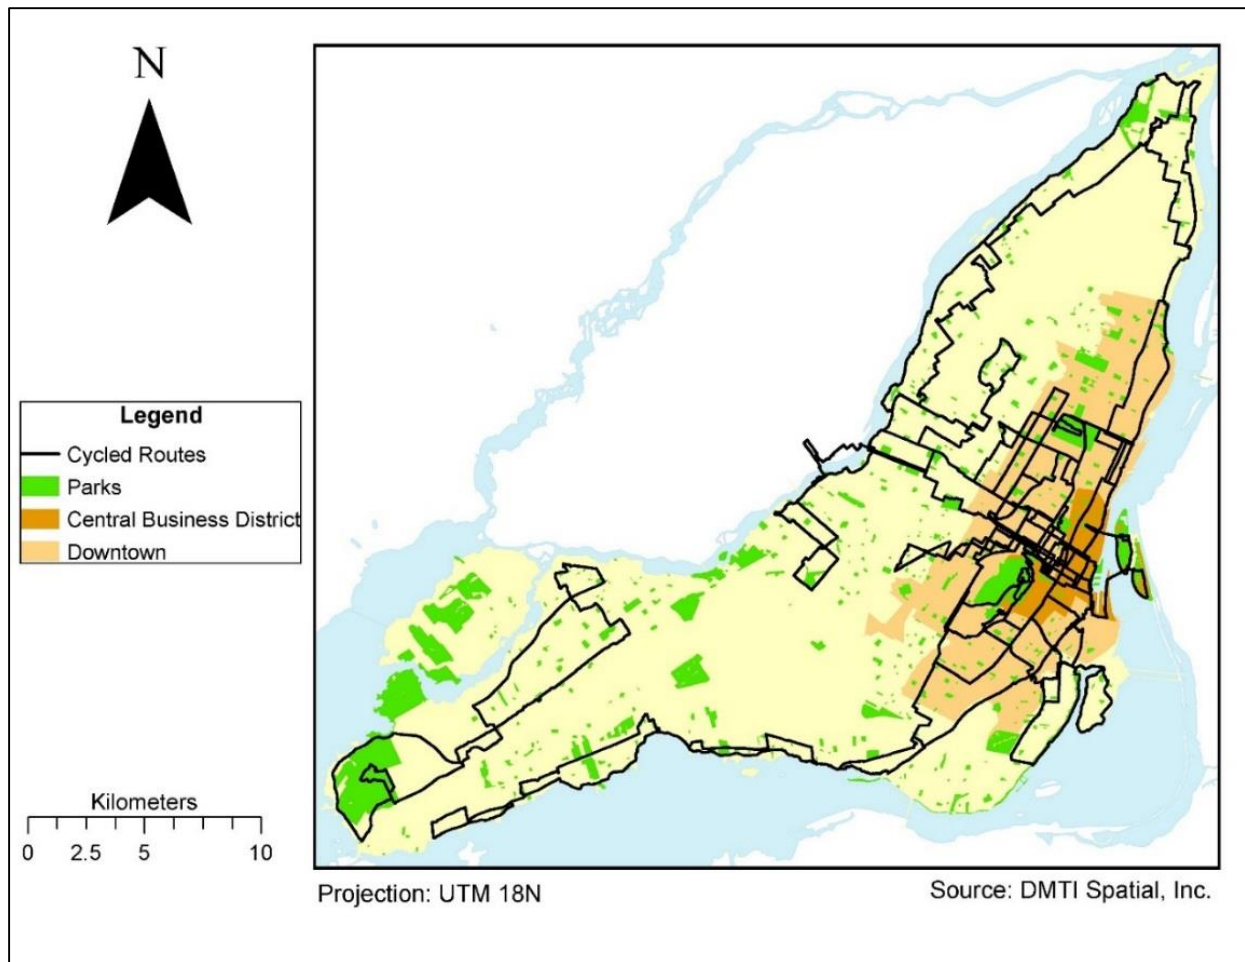 N
Legend
Cycled Routes
Parks
Central Business District
Downtown
Kilometers
0 2.5 5 10
Projection: UTM 18N
Source: DMTI Spatial, Inc.